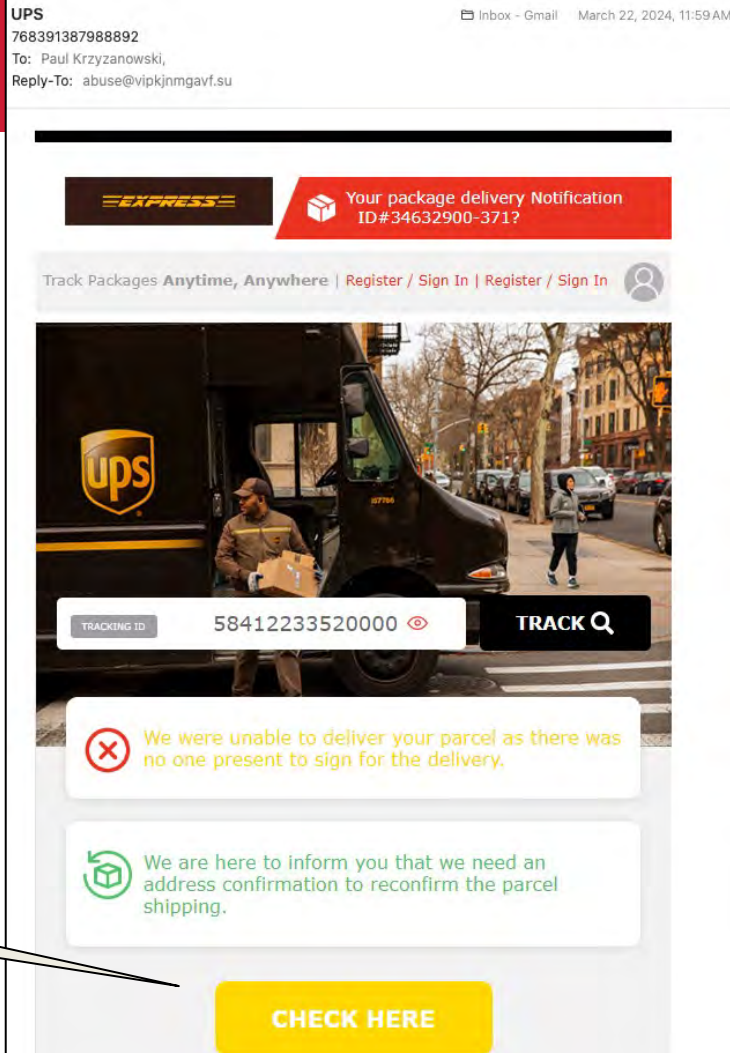 UPS
Inbox - Gmail March 22, 2024, 11:59 AM
768391387988892
To: Paul Krzyzanowski,
Reply-To: abuse@vipkjnmgavf.su
EXPRESS
Your package delivery Notification
ID#34632900-371?
Track Packages Anytime, Anywhere | Register / Sign In | Register / Sign In
ups
TRACKING ID 58412233520000 TRACK
We were unable to deliver your parcel as there was
no one present to sign for the delivery.
We are here to inform you that we need an
address confirmation to reconfirm the parcel
shipping.
CHECK HERE